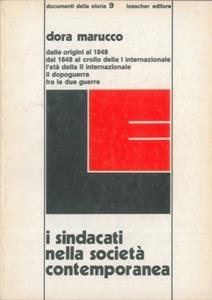 documenti della storia 9 loescher editore
dora marucco
dalle origini al 1848
dal 1848 al crollo della I internazionale
l'età della II internazionale
il dopoguerra
fra le due guerre
i sindacati
nella società
contemporanea